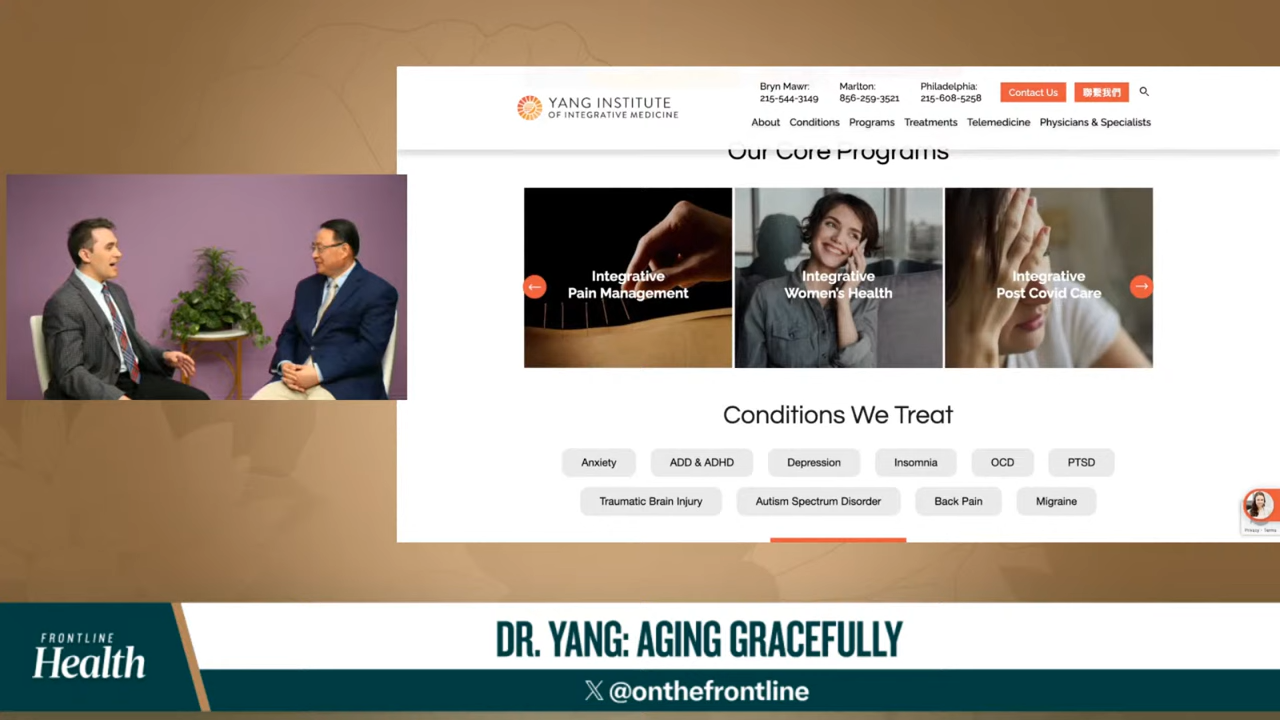 Bryn Mawr:
215-544-3149
Marlton:
856-259-3521
Philadelphia:
215-608-5258
Contact Us
聯繫我們
YANG INSTITUTE
OF INTEGRATIVE MEDICINE
About Conditions Programs Treatments Telemedicine Physicians & Specialists
Our Core Programs
Integrative
Pain Management
Integrative
Women's Health
Integrative
Post Covid Care
Conditions We Treat
Anxiety ADD & ADHD Depression Insomnia OCD PTSD
Traumatic Brain Injury Autism Spectrum Disorder Back Pain Migraine
Privacy - Terms
FRONTLINE
Health
DR. YANG: AGING GRACEFULLY
X @onthefrontline